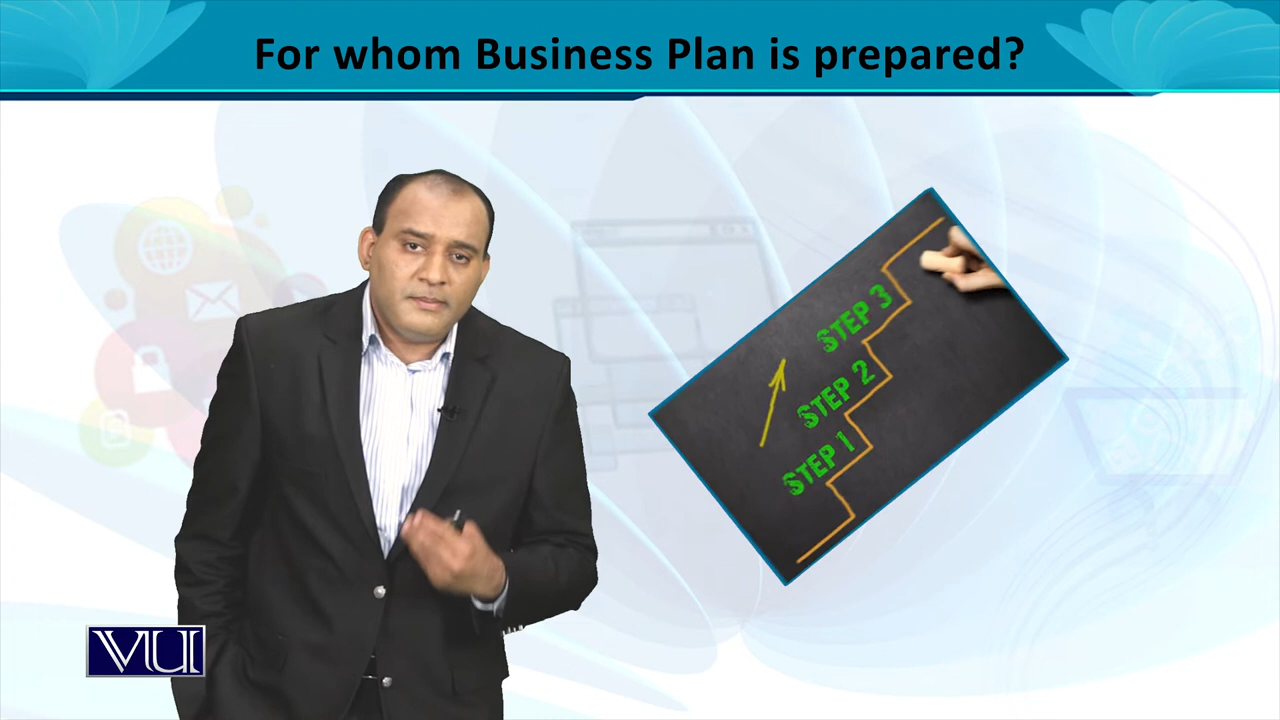 For whom Business Plan is prepared?
STEP 3
STEP 2
STEP 1
VU